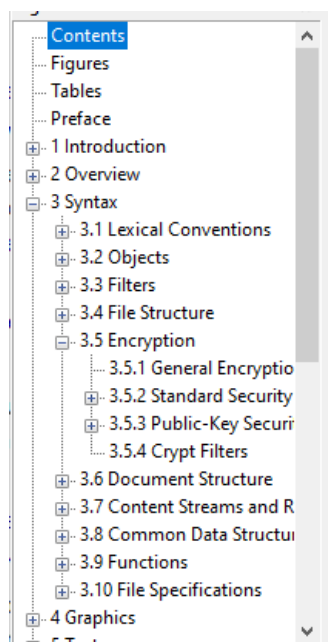 Contents
Figures
Tables
Preface
1 Introduction
2 Overview
3 Syntax
3.1 Lexical Conventions
3.2 Objects
3.3 Filters
3.4 File Structure
3.5 Encryption
3.5.1 General Encryptio
3.5.2 Standard Security
3.5.3 Public-Key Securi
3.5.4 Crypt Filters
3.6 Document Structure
3.7 Content Streams and R
3.8 Common Data Structu
3.9 Functions
3.10 File Specifications
4 Graphics